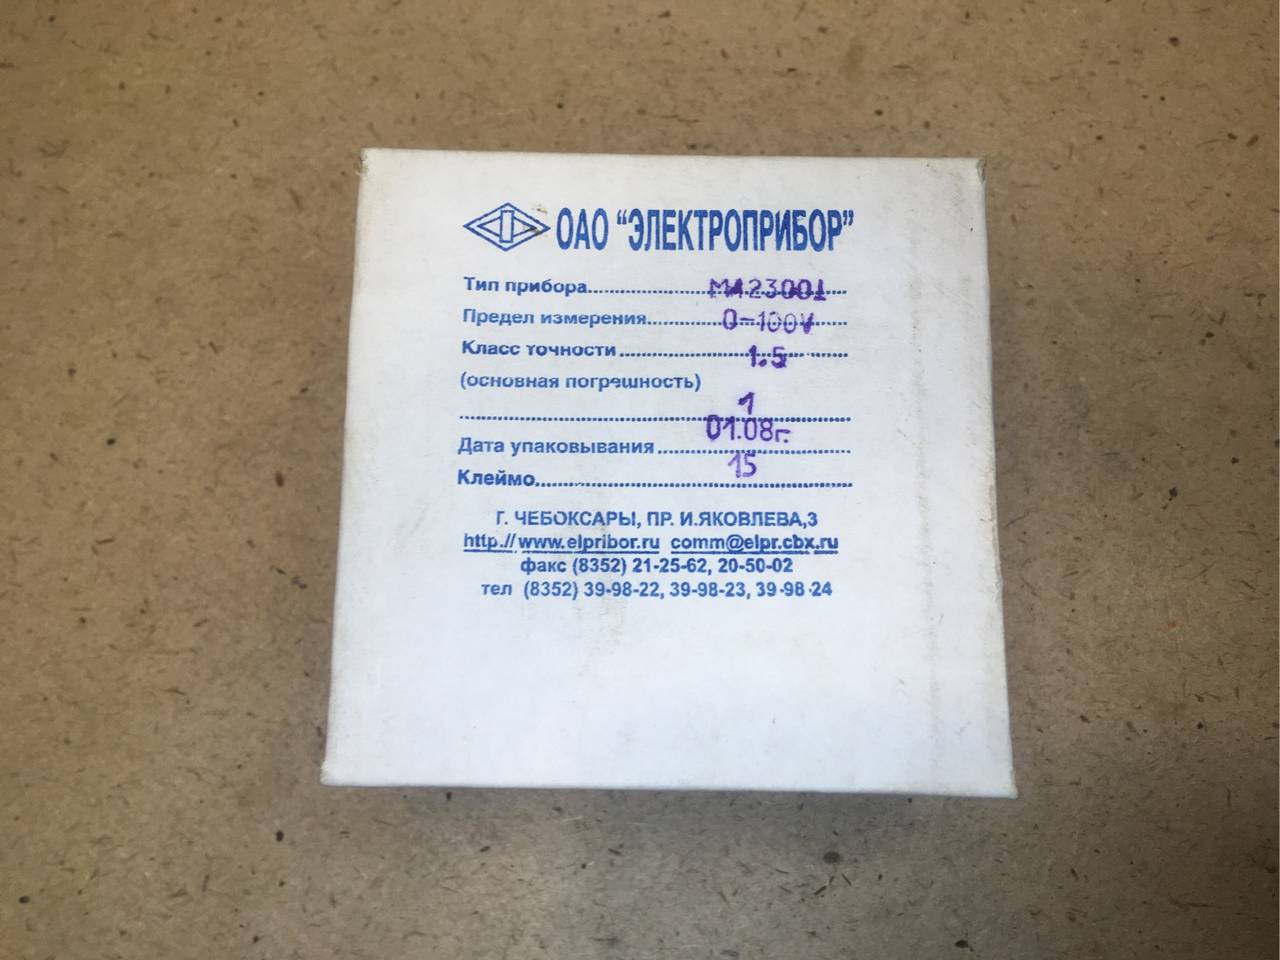 ОАО "ЭЛЕКТРОПРИБОР"
Тип прибора М423001
Предел измерения 0-100V
Класс точности 1.5
(основная погрешность)
1
Дата упаковывания 01.08г.
Клеймо 15
Г. ЧЕБОКСАРЫ, ПР. И.ЯКОВЛЕВА,3
http.//www.elpribor.ru comm@elpr.cbx.ru
факс (8352) 21-25-62, 20-50-02
тел (8352) 39-98-22, 39-98-23, 39-98-24